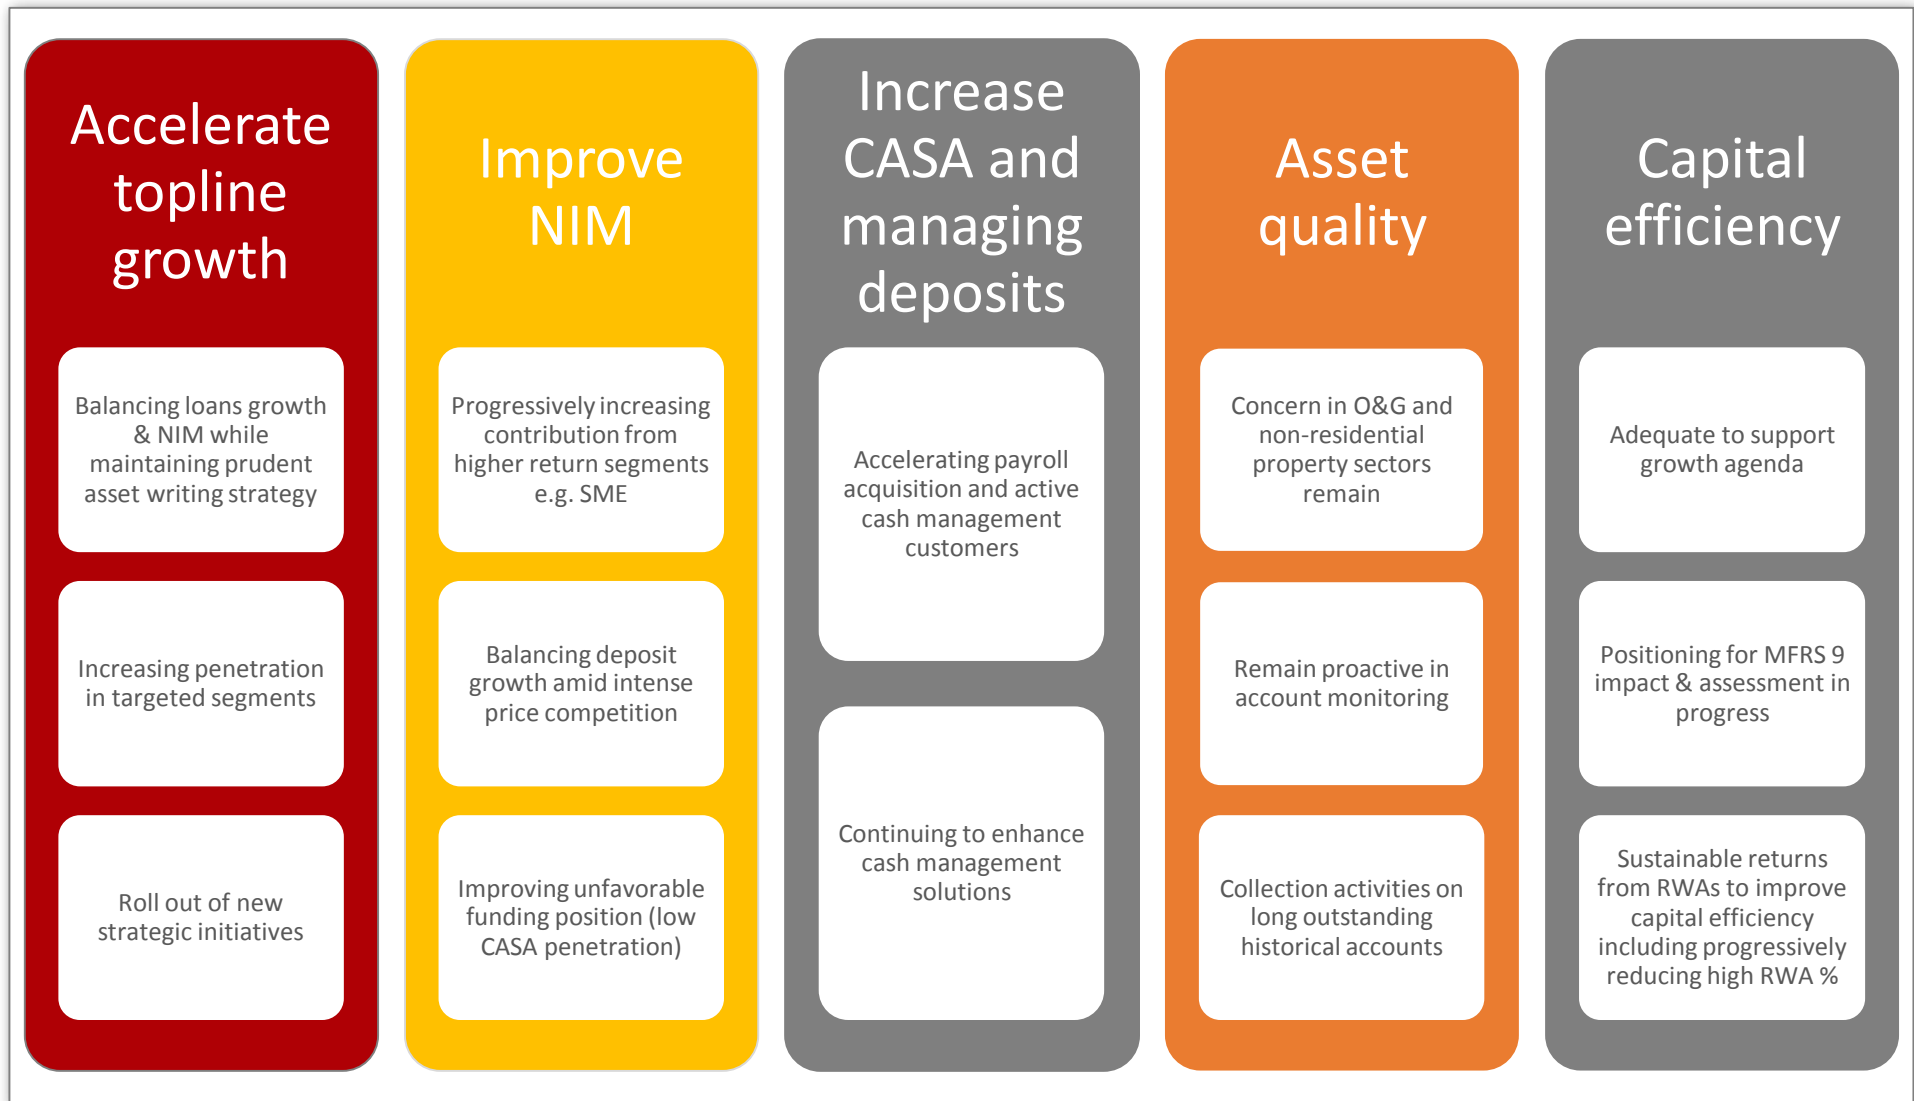 Accelerate
topline
growth
Balancing loans growth
& NIM while
maintaining prudent
asset writing strategy
Increasing penetration
in targeted segments
Roll out of new
strategic initiatives
Improve
NIM
Progressively increasing
contribution from
higher return segments
e.g. SME
Balancing deposit
growth amid intense
price competition
Improving unfavorable
funding position (low
CASA penetration)
Increase
CASA and
managing
deposits
Accelerating payroll
acquisition and active
cash management
customers
Continuing to enhance
cash management
solutions
Asset
quality
Concern in O&G and
non-residential
property sectors
remain
Remain proactive in
account monitoring
Collection activities on
long outstanding
historical accounts
Capital
efficiency
Adequate to support
growth agenda
Positioning for MFRS 9
impact & assessment in
progress
Sustainable returns
from RWAs to improve
capital efficiency
including progressively
reducing high RWA %